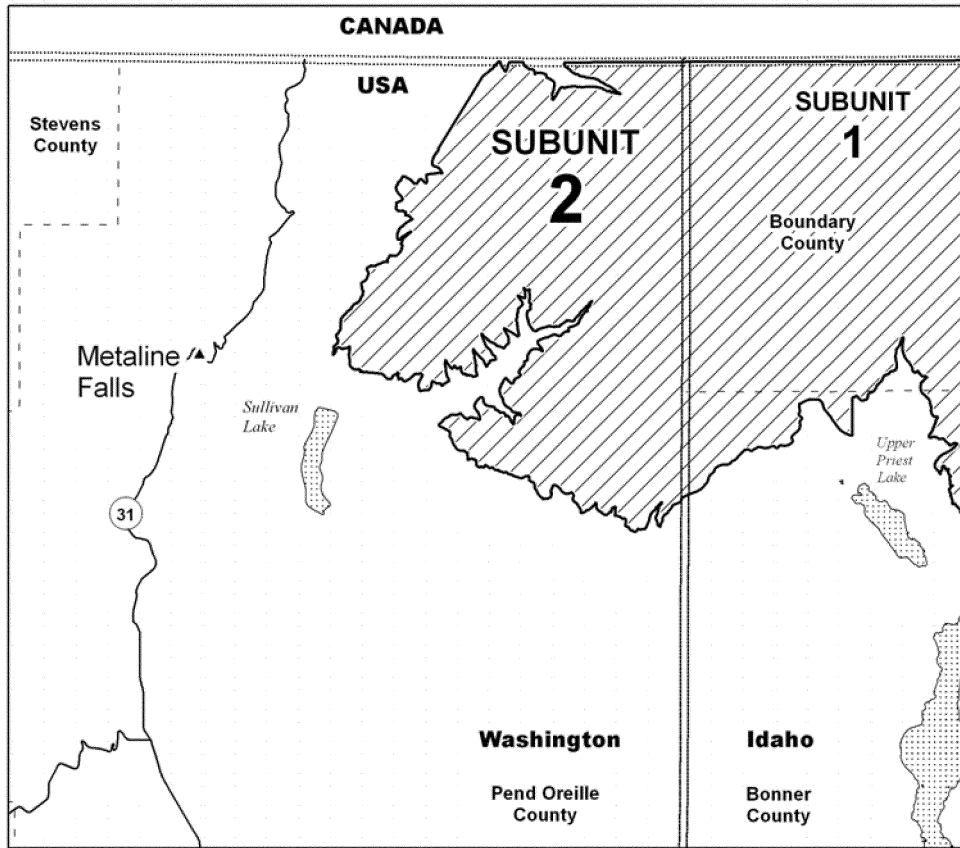 CANADA
USA
Stevens
County
SUBUNIT
2
SUBUNIT
1
Boundary
County
Metaline
Falls
Sullivan
Lake
Upper
Priest
Lake
31
Washington
Idaho
Pend Oreille
County
Bonner
County